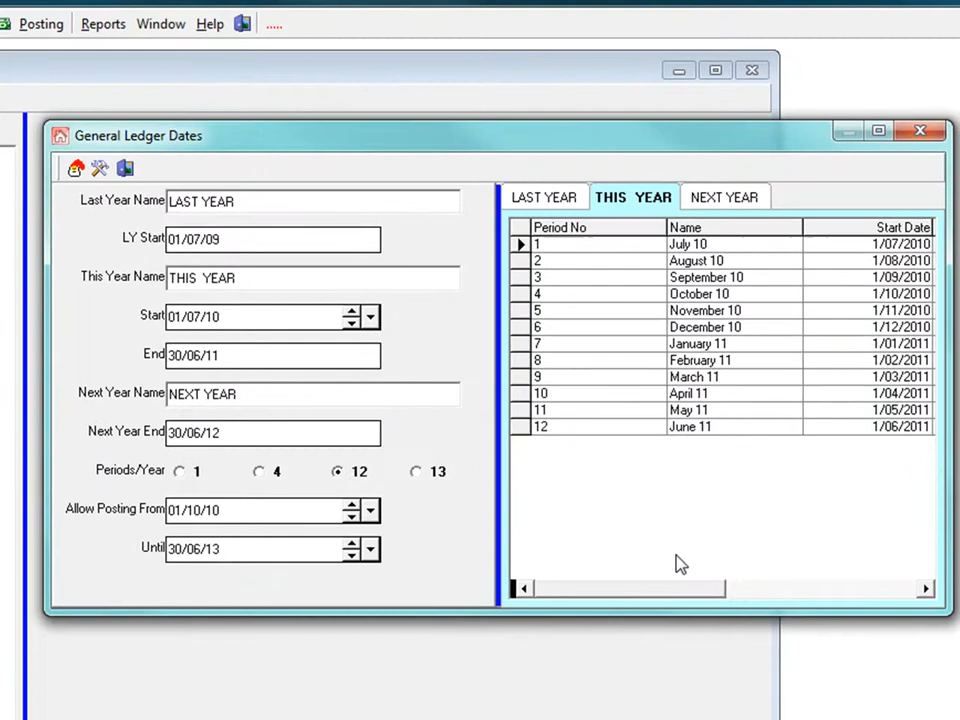 Posting Reports Window Help .....
General Ledger Dates
Last Year Name LAST YEAR
LY Start 01/07/09
This Year Name THIS  YEAR
Start 01/07/10
End 30/06/11
Next Year Name NEXT YEAR
Next Year End 30/06/12
Periods/Year 1 4 12 13
Allow Posting From 01/10/10
Until 30/06/13
LAST YEAR THIS  YEAR NEXT YEAR
Period No Name Start Date
1 July 10 1/07/2010
2 August 10 1/08/2010
3 September 10 1/09/2010
4 October 10 1/10/2010
5 November 10 1/11/2010
6 December 10 1/12/2010
7 January 11 1/01/2011
8 February 11 1/02/2011
9 March 11 1/03/2011
10 April 11 1/04/2011
11 May 11 1/05/2011
12 June 11 1/06/2011